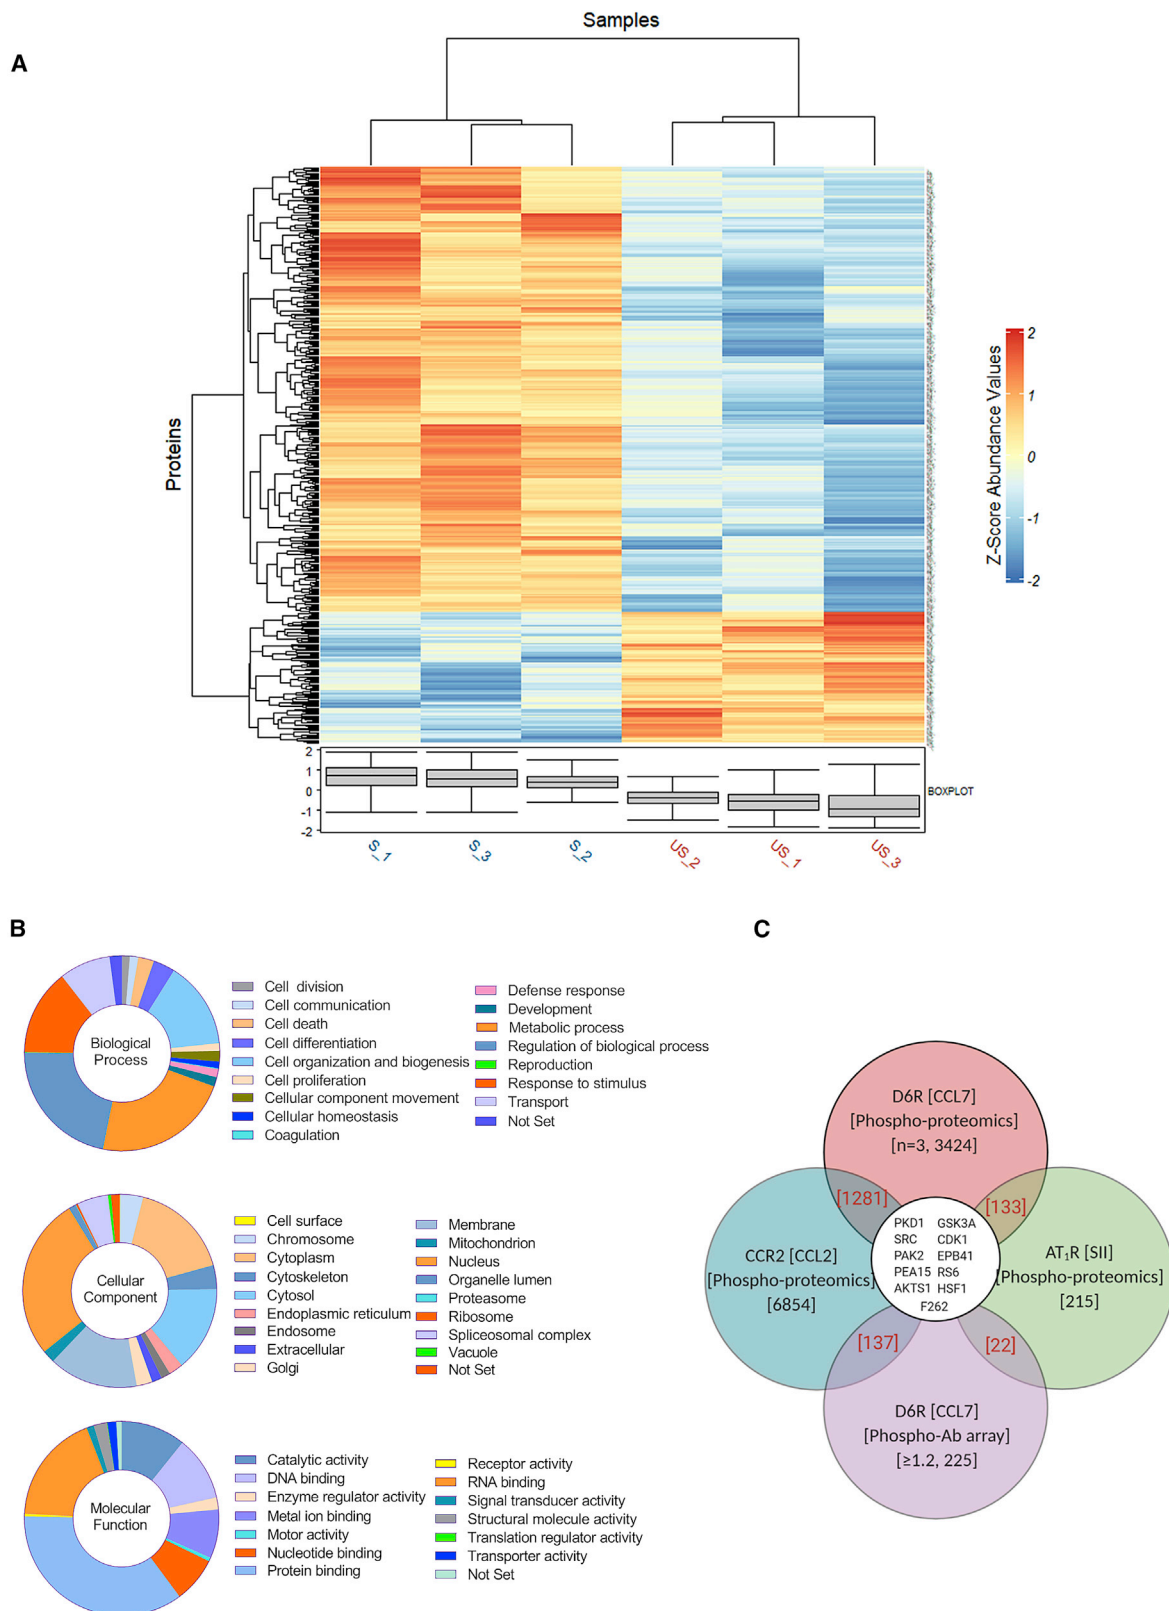 Samples
A
Proteins
Z-Score Abundance Values
2
1
0
-1
-2
2
1
0
-1
-2
BOXPLOT
S_1
S_3
S_2
US_2
US_1
US_3
B
Biological
Process
Cell division
Cell communication
Cell death
Cell differentiation
Cell organization and biogenesis
Cell proliferation
Cellular component movement
Cellular homeostasis
Coagulation
Defense response
Development
Metabolic process
Regulation of biological process
Reproduction
Response to stimulus
Transport
Not Set
Cellular
Component
Cell surface
Chromosome
Cytoplasm
Cytoskeleton
Cytosol
Endoplasmic reticulum
Endosome
Extracellular
Golgi
Membrane
Mitochondrion
Nucleus
Organelle lumen
Proteasome
Ribosome
Spliceosomal complex
Vacuole
Not Set
Molecular
Function
Catalytic activity
DNA binding
Enzyme regulator activity
Metal ion binding
Motor activity
Nucleotide binding
Protein binding
Receptor activity
RNA binding
Signal transducer activity
Structural molecule activity
Translation regulator activity
Transporter activity
Not Set
C
D6R [CCL7]
[Phospho-proteomics]
[n=3, 3424]
[1281]
[133]
CCR2 [CCL2]
[Phospho-proteomics]
[6854]
PKD1 GSK3A
SRC CDK1
PAK2 EPB41
PEA15 RS6
AKTS1 HSF1
F262
AT₁R [SII]
[Phospho-proteomics]
[215]
[137]
[22]
D6R [CCL7]
[Phospho-Ab array]
[≥1.2, 225]